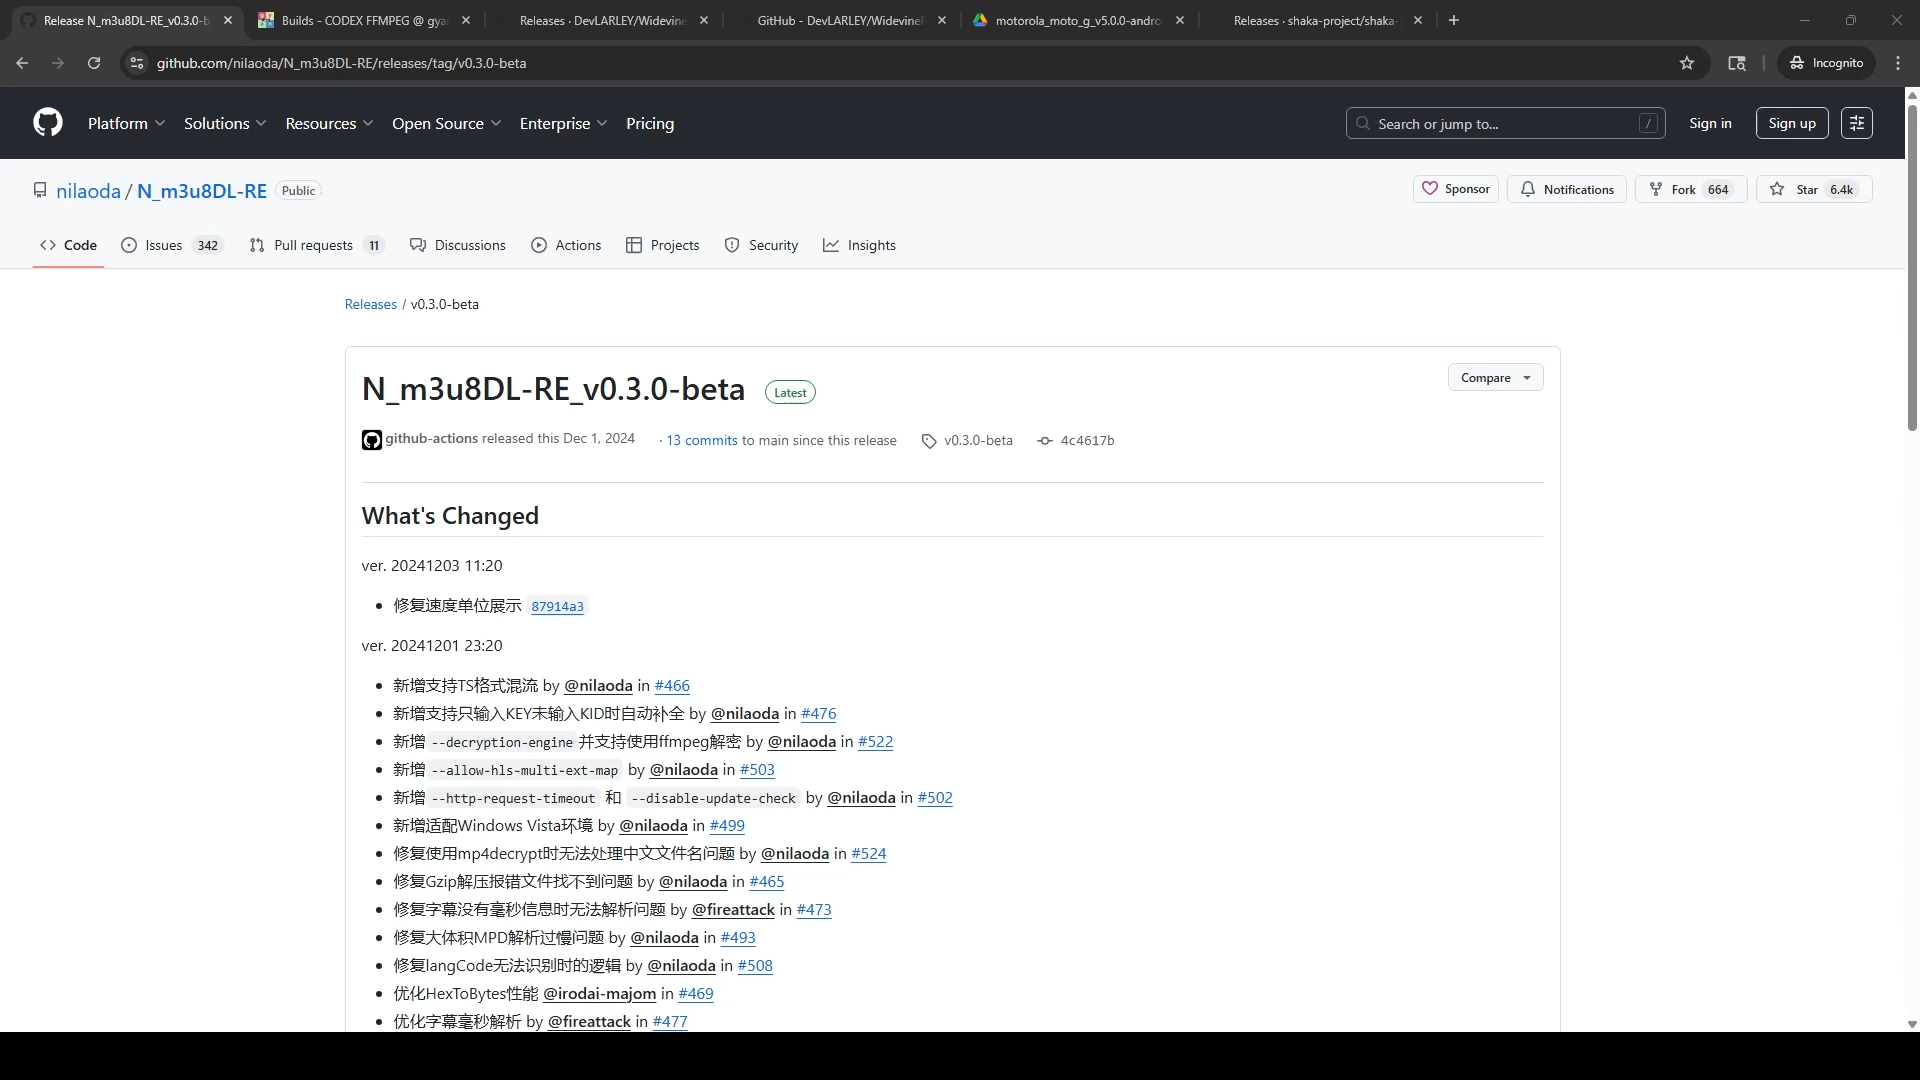 Release N_m3u8DL-RE_v0.3.0-b
Builds - CODEX FFMPEG @ gya
Releases · DevLARLEY/Widevine
GitHub - DevLARLEY/WidevineP
motorola_moto_g_v5.0.0-andro
Releases · shaka-project/shaka-
github.com/nilaoda/N_m3u8DL-RE/releases/tag/v0.3.0-beta
Incognito
Platform
Solutions
Resources
Open Source
Enterprise
Pricing
Search or jump to...
/
Sign in
Sign up
nilaoda / N_m3u8DL-RE
Public
Sponsor
Notifications
Fork 664
Star 6.4k
Code
Issues 342
Pull requests 11
Discussions
Actions
Projects
Security
Insights
Releases / v0.3.0-beta
N_m3u8DL-RE_v0.3.0-beta
Latest
Compare
github-actions released this Dec 1, 2024
· 13 commits to main since this release
v0.3.0-beta
4c4617b
What's Changed
ver. 20241203 11:20
修复速度单位展示 87914a3
ver. 20241201 23:20
新增支持TS格式混流 by @nilaoda in #466
新增支持只输入KEY未输入KID时自动补全 by @nilaoda in #476
新增 --decryption-engine 并支持使用ffmpeg解密 by @nilaoda in #522
新增 --allow-hls-multi-ext-map by @nilaoda in #503
新增 --http-request-timeout 和 --disable-update-check by @nilaoda in #502
新增适配Windows Vista环境 by @nilaoda in #499
修复使用mp4decrypt时无法处理中文文件名问题 by @nilaoda in #524
修复Gzip解压报错文件找不到问题 by @nilaoda in #465
修复字幕没有毫秒信息时无法解析问题 by @fireattack in #473
修复大体积MPD解析过慢问题 by @nilaoda in #493
修复langCode无法识别时的逻辑 by @nilaoda in #508
优化HexToBytes性能 @irodai-majom in #469
优化字幕毫秒解析 by @fireattack in #477